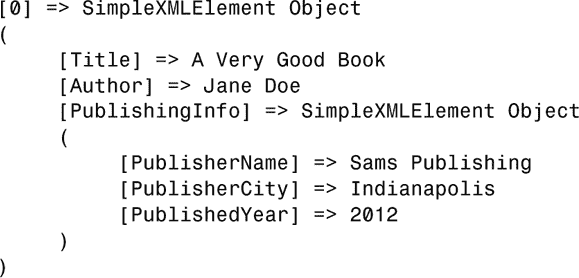 [0] => SimpleXMLElement Object
(
[Title] => A Very Good Book
[Author] => Jane Doe
[PublishingInfo] => SimpleXMLElement Object
(
[PublisherName] => Sams Publishing
[PublisherCity] => Indianapolis
[PublishedYear] => 2012
)
)